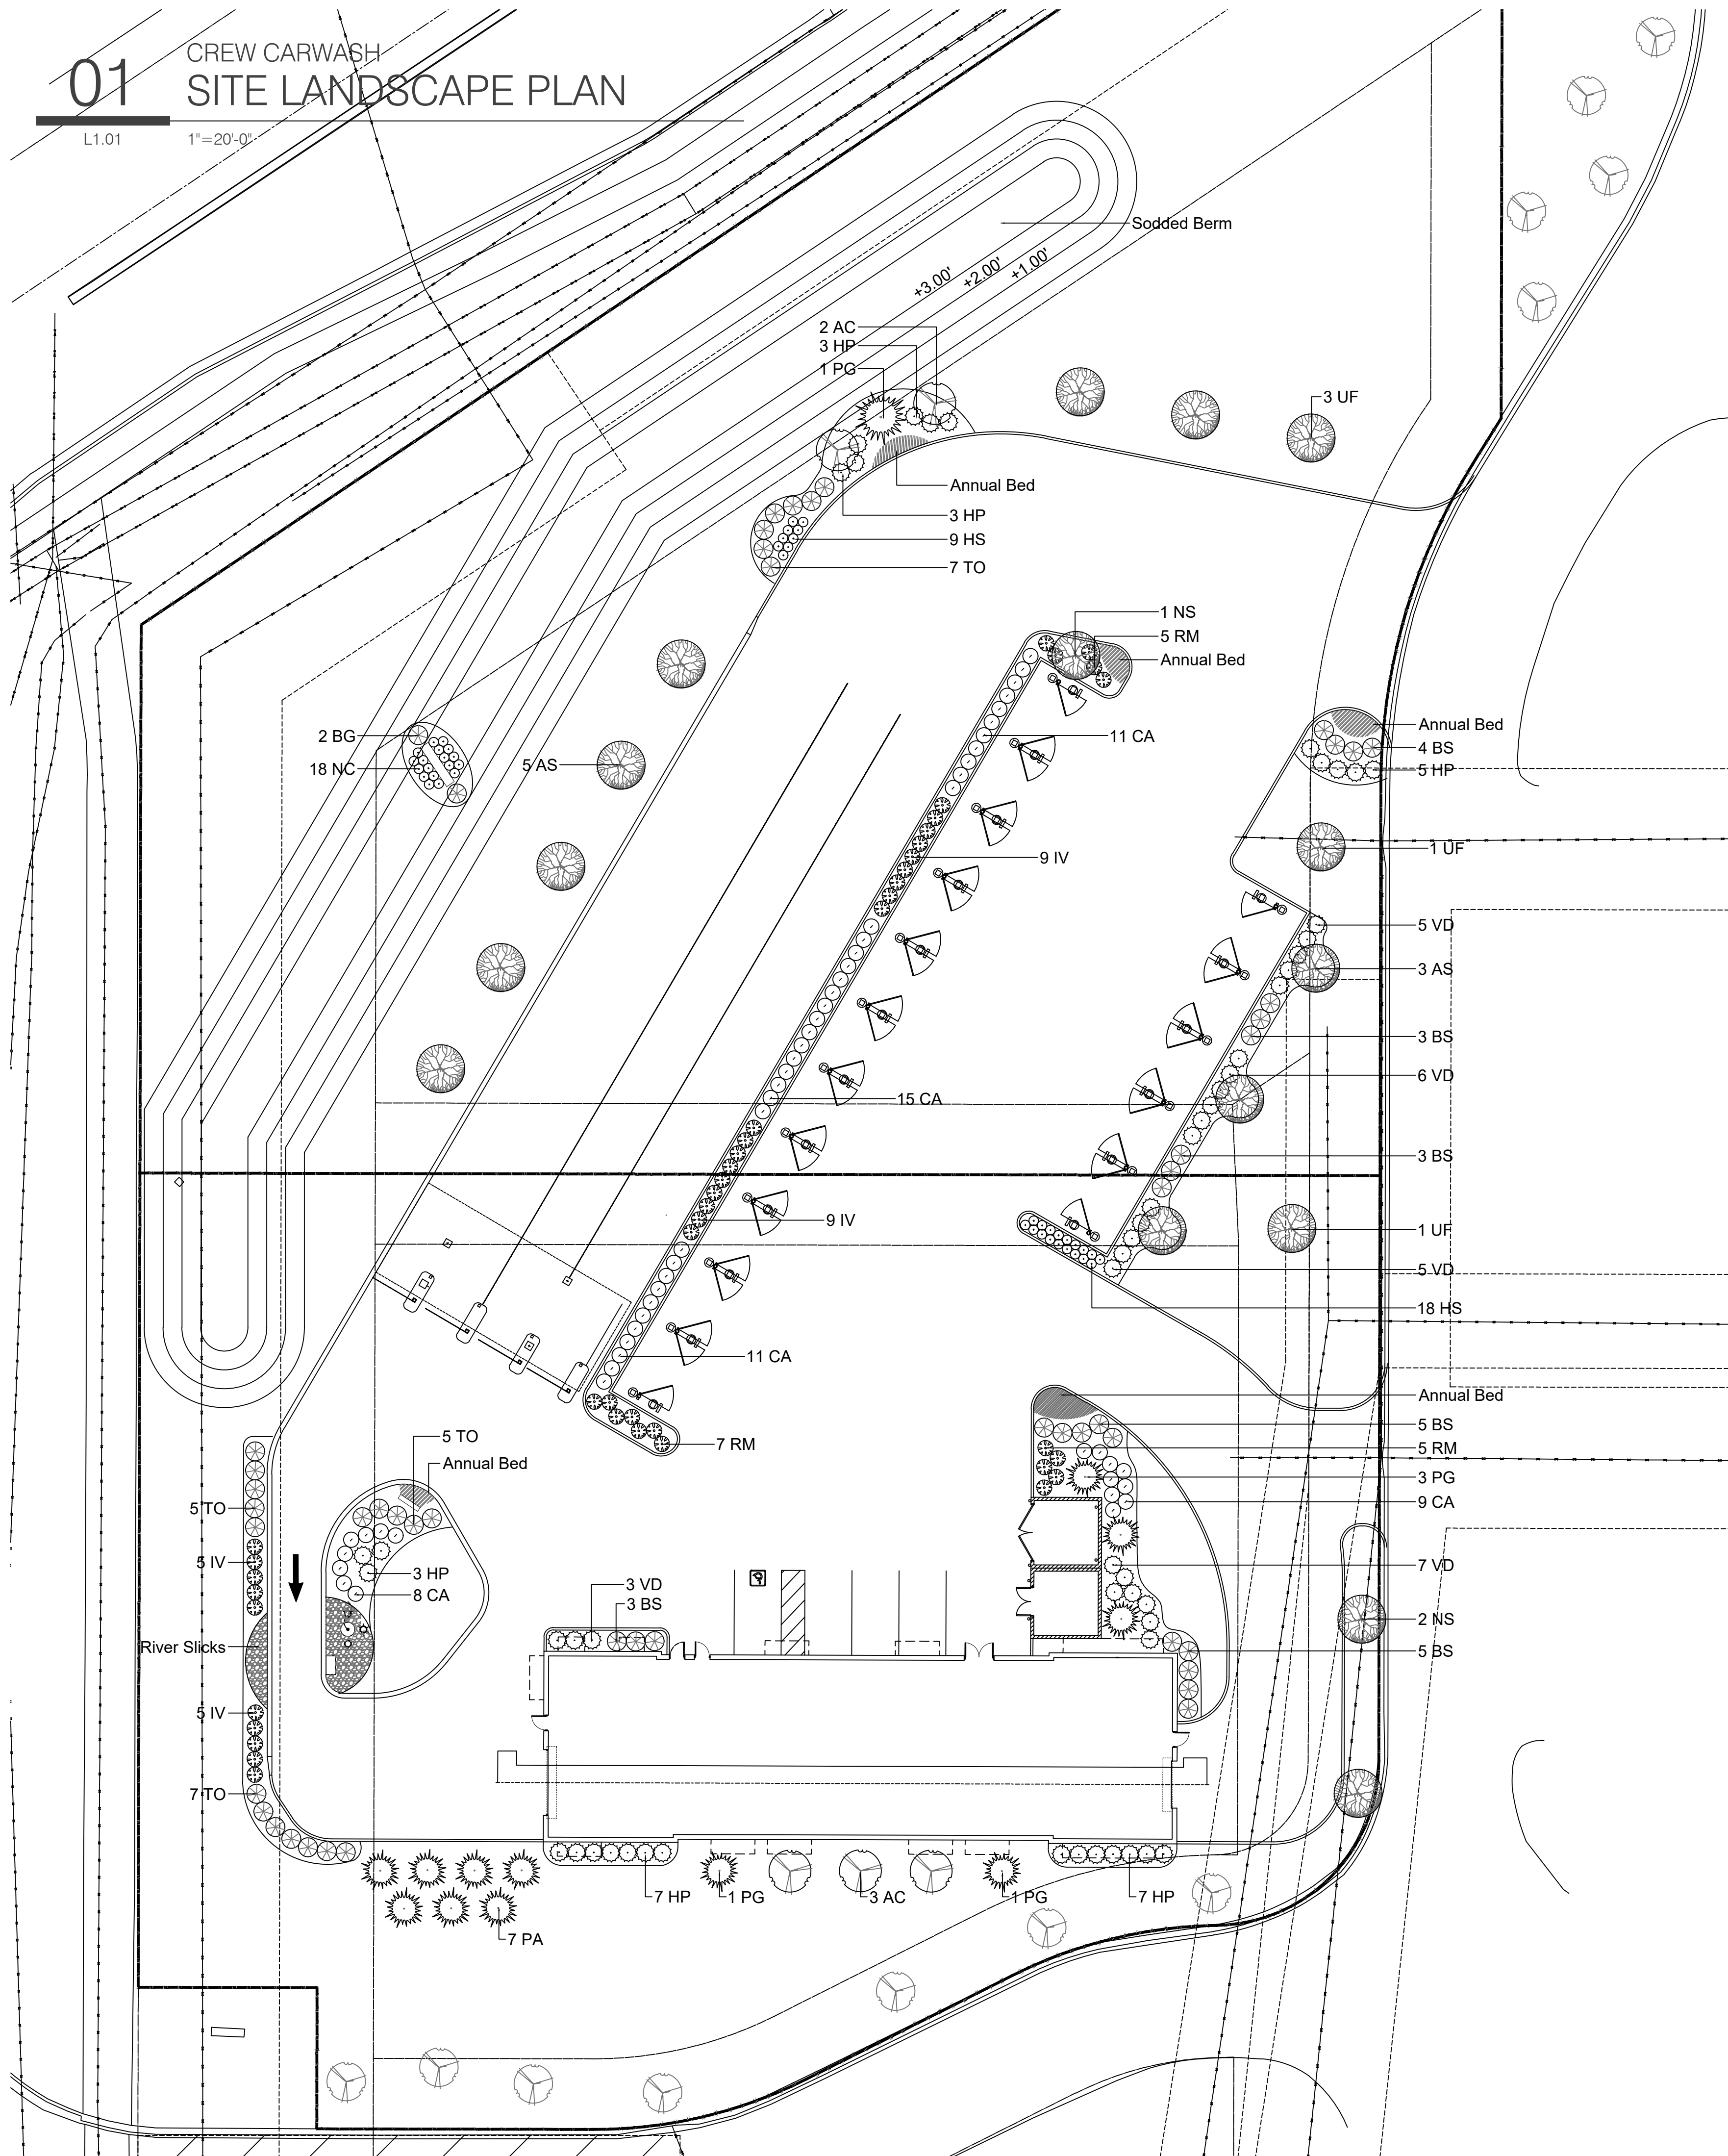 01
CREW CARWASH
SITE LANDSCAPE PLAN
L1.01
1"=20'-0"
Sodded Berm
+3.00'
+2.00'
+1.00'
2 AC
3 HP
1 PG
3 UF
Annual Bed
3 HP
9 HS
7 TO
1 NS
5 RM
Annual Bed
2 BG
18 NC
5 AS
11 CA
Annual Bed
4 BS
5 HP
1 UF
9 IV
5 VD
3 AS
3 BS
6 VD
15 CA
3 BS
9 IV
1 UF
5 VD
18 HS
11 CA
Annual Bed
5 BS
5 RM
3 PG
9 CA
7 RM
5 TO
Annual Bed
5 TO
5 IV
3 HP
8 CA
3 VD
3 BS
7 VD
2 NS
5 BS
River Slicks
5 IV
7 TO
7 HP
1 PG
3 AC
1 PG
7 HP
7 PA